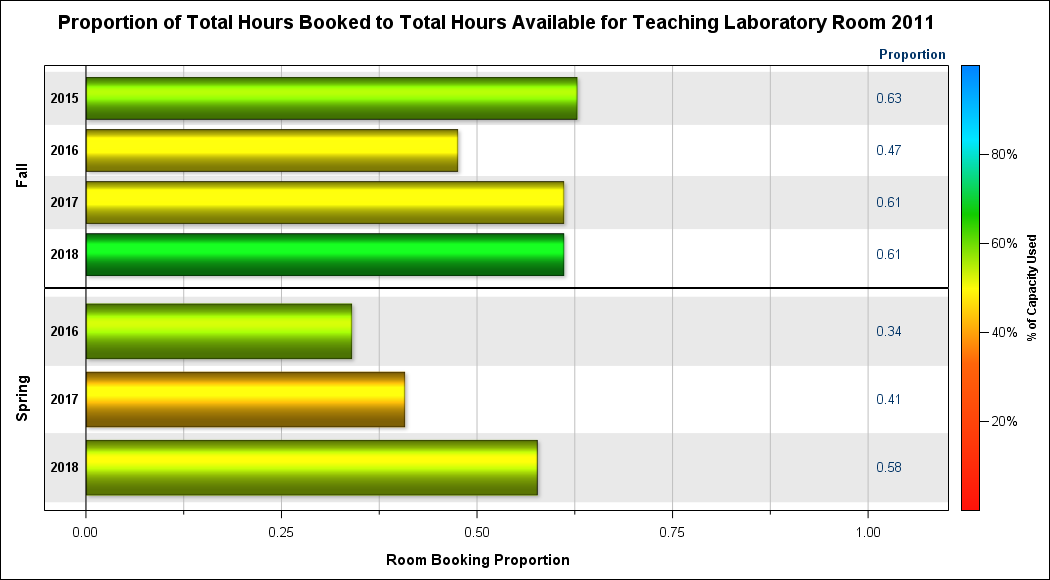 Proportion of Total Hours Booked to Total Hours Available for Teaching Laboratory Room 2011
Proportion
Fall
2015 0.63
2016 0.47
2017 0.61
2018 0.61
Spring
2016 0.34
2017 0.41
2018 0.58
0.00 0.25 0.50 0.75 1.00
Room Booking Proportion
80%
60%
40%
20%
% of Capacity Used